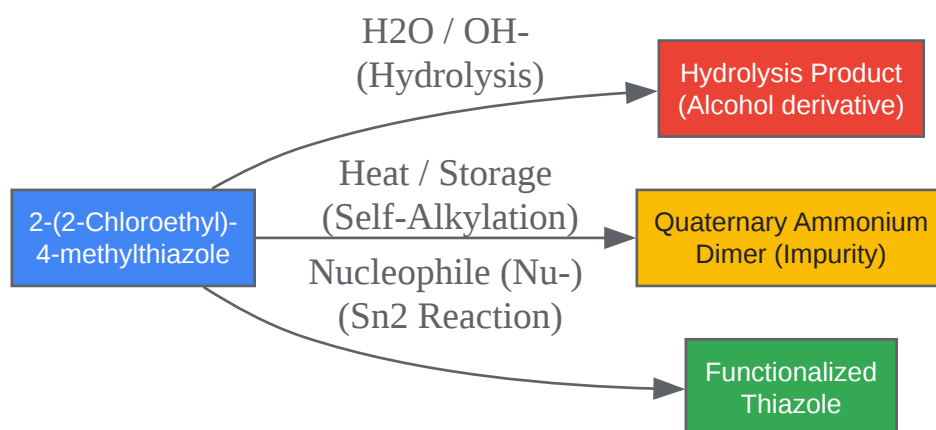 H2O / OH-
(Hydrolysis)
Hydrolysis Product
(Alcohol derivative)
2-(2-Chloroethyl)-
4-methylthiazole
Heat / Storage
(Self-Alkylation)
Quaternary Ammonium
Dimer (Impurity)
Nucleophile (Nu-)
(Sn2 Reaction)
Functionalized
Thiazole